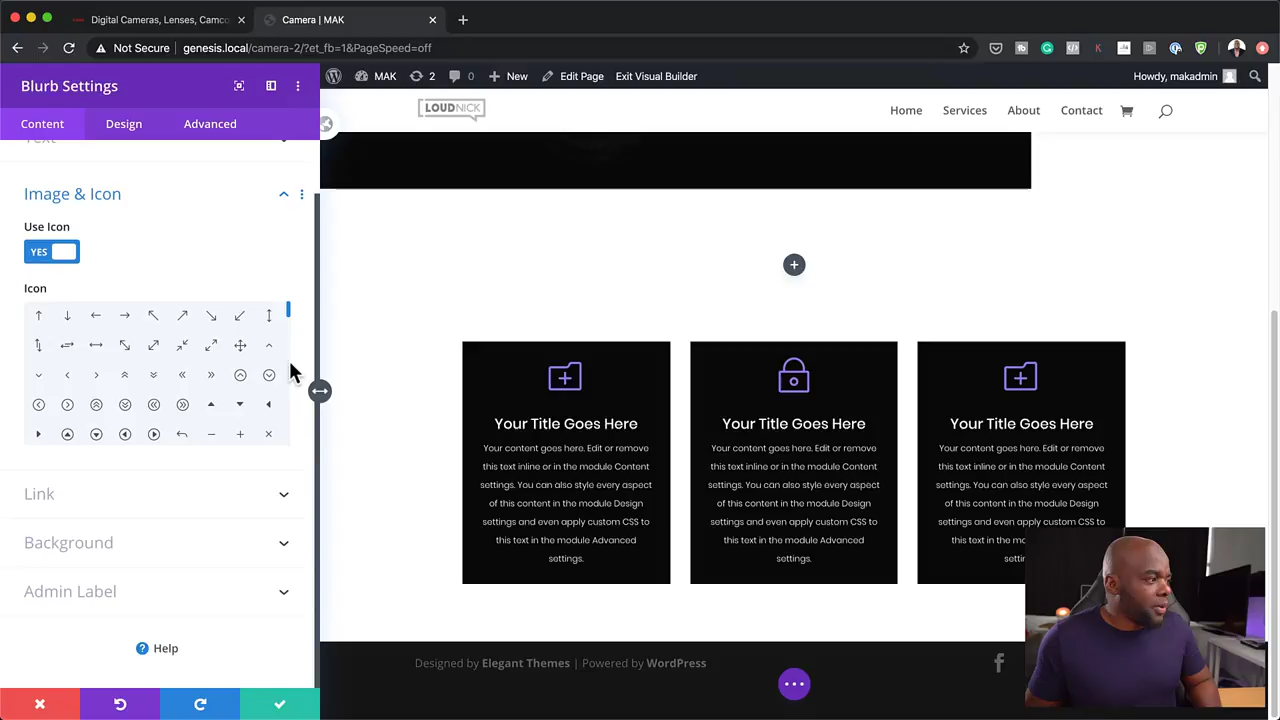 Digital Cameras, Lenses, Camco
Camera | MAK
Not Secure
genesis.local/camera-2/?et_fb=1&PageSpeed=off
Blurb Settings
MAK
2
0
New
Edit Page
Exit Visual Builder
Howdy, makadmin
Content
Design
Advanced
LOUDNICK
Home
Services
About
Contact
Text
Image & Icon
Use Icon
YES
Icon
Link
Background
Admin Label
Help
Your Title Goes Here
Your content goes here. Edit or remove
this text inline or in the module Content
settings. You can also style every aspect
of this content in the module Design
settings and even apply custom CSS to
this text in the module Advanced
settings.
Your Title Goes Here
Your content goes here. Edit or remove
this text inline or in the module Content
settings. You can also style every aspect
of this content in the module Design
settings and even apply custom CSS to
this text in the module Advanced
settings.
Your Title Goes Here
Your content goes here. Edit or remove
this text inline or in the module Content
settings. You can also style every aspect
of this content in the module Design
settings and even apply custom CSS to
this text in the m
settin
Designed by Elegant Themes | Powered by WordPress